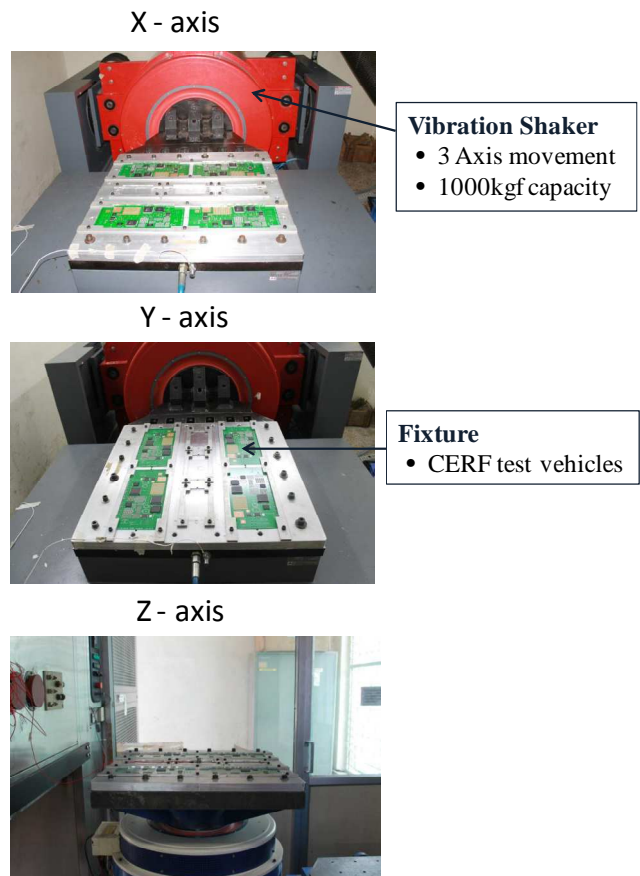 X - axis
Vibration Shaker
• 3 Axis movement
• 1000kgf capacity
Y - axis
Fixture
• CERF test vehicles
Z - axis